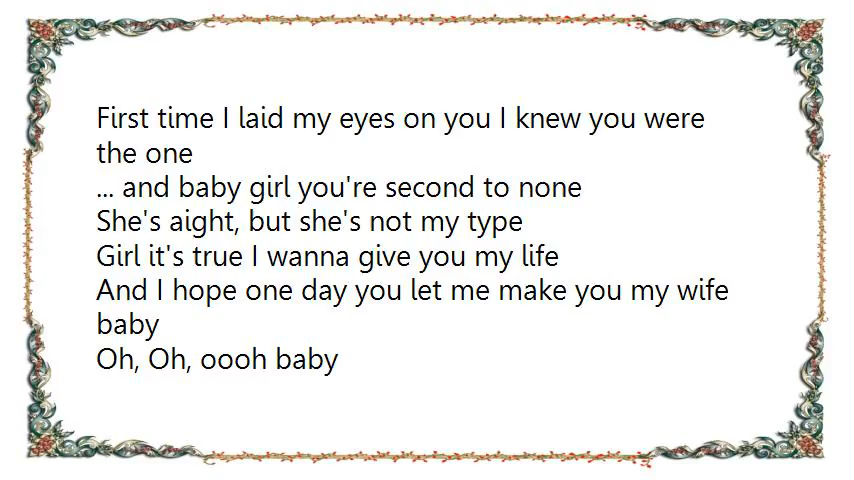 First time I laid my eyes on you I knew you were
the one
... and baby girl you're second to none
She's aight, but she's not my type
Girl it's true I wanna give you my life
And I hope one day you let me make you my wife
baby
Oh, Oh, oooh baby